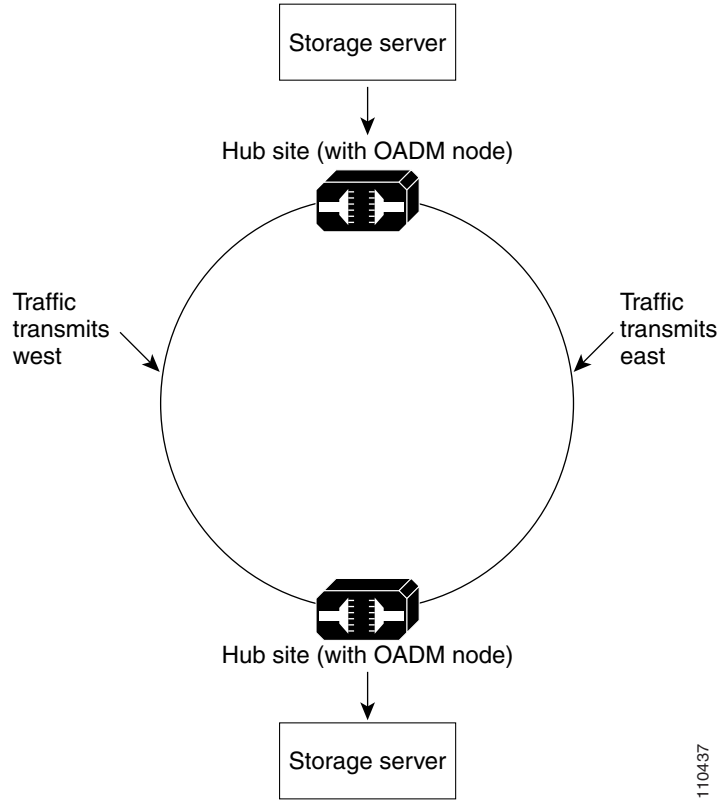 Storage server
Hub site (with OADM node)
Traffic
transmits
west
Traffic
transmits
east
Hub site (with OADM node)
Storage server
110437